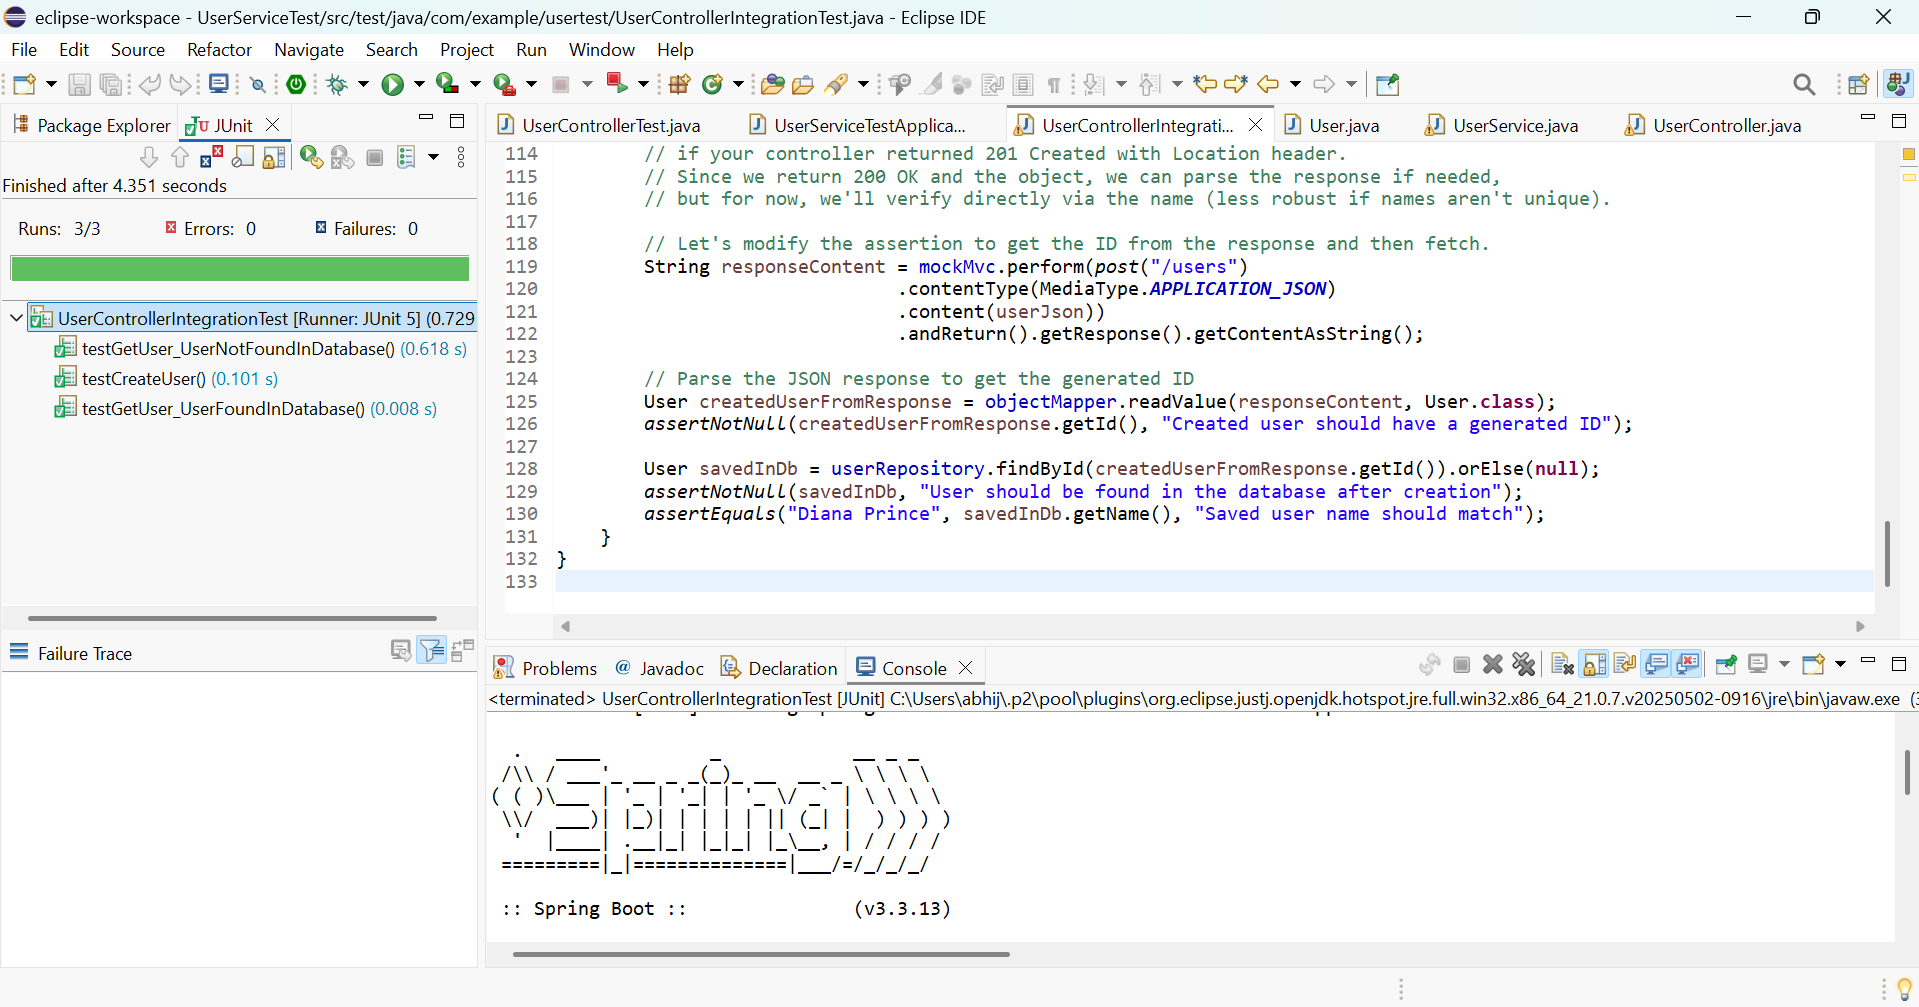 eclipse-workspace - UserServiceTest/src/test/java/com/example/usertest/UserControllerIntegrationTest.java - Eclipse IDE
File Edit Source Refactor Navigate Search Project Run Window Help
Package Explorer JUnit
Finished after 4.351 seconds
Runs: 3/3 Errors: 0 Failures: 0
UserControllerIntegrationTest [Runner: JUnit 5] (0.729
testGetUser_UserNotFoundInDatabase() (0.618 s)
testCreateUser() (0.101 s)
testGetUser_UserFoundInDatabase() (0.008 s)
Failure Trace
UserControllerTest.java UserServiceTestApplica... UserControllerIntegrati... User.java UserService.java UserController.java
114 // if your controller returned 201 Created with Location header.
115 // Since we return 200 OK and the object, we can parse the response if needed,
116 // but for now, we'll verify directly via the name (less robust if names aren't unique).
117
118 // Let's modify the assertion to get the ID from the response and then fetch.
119 String responseContent = mockMvc.perform(post("/users")
120 .contentType(MediaType.APPLICATION_JSON)
121 .content(userJson))
122 .andReturn().getResponse().getContentAsString();
123
124 // Parse the JSON response to get the generated ID
125 User createdUserFromResponse = objectMapper.readValue(responseContent, User.class);
126 assertNotNull(createdUserFromResponse.getId(), "Created user should have a generated ID");
127
128 User savedInDb = userRepository.findById(createdUserFromResponse.getId()).orElse(null);
129 assertNotNull(savedInDb, "User should be found in the database after creation");
130 assertEquals("Diana Prince", savedInDb.getName(), "Saved user name should match");
131 }
132 }
133
Problems @ Javadoc Declaration Console
<terminated> UserControllerIntegrationTest [JUnit] C:\Users\abhij\.p2\pool\plugins\org.eclipse.justj.openjdk.hotspot.jre.full.win32.x86_64_21.0.7.v20250502-0916\jre\bin\javaw.exe (3
Spring
:: Spring Boot :: (v3.3.13)